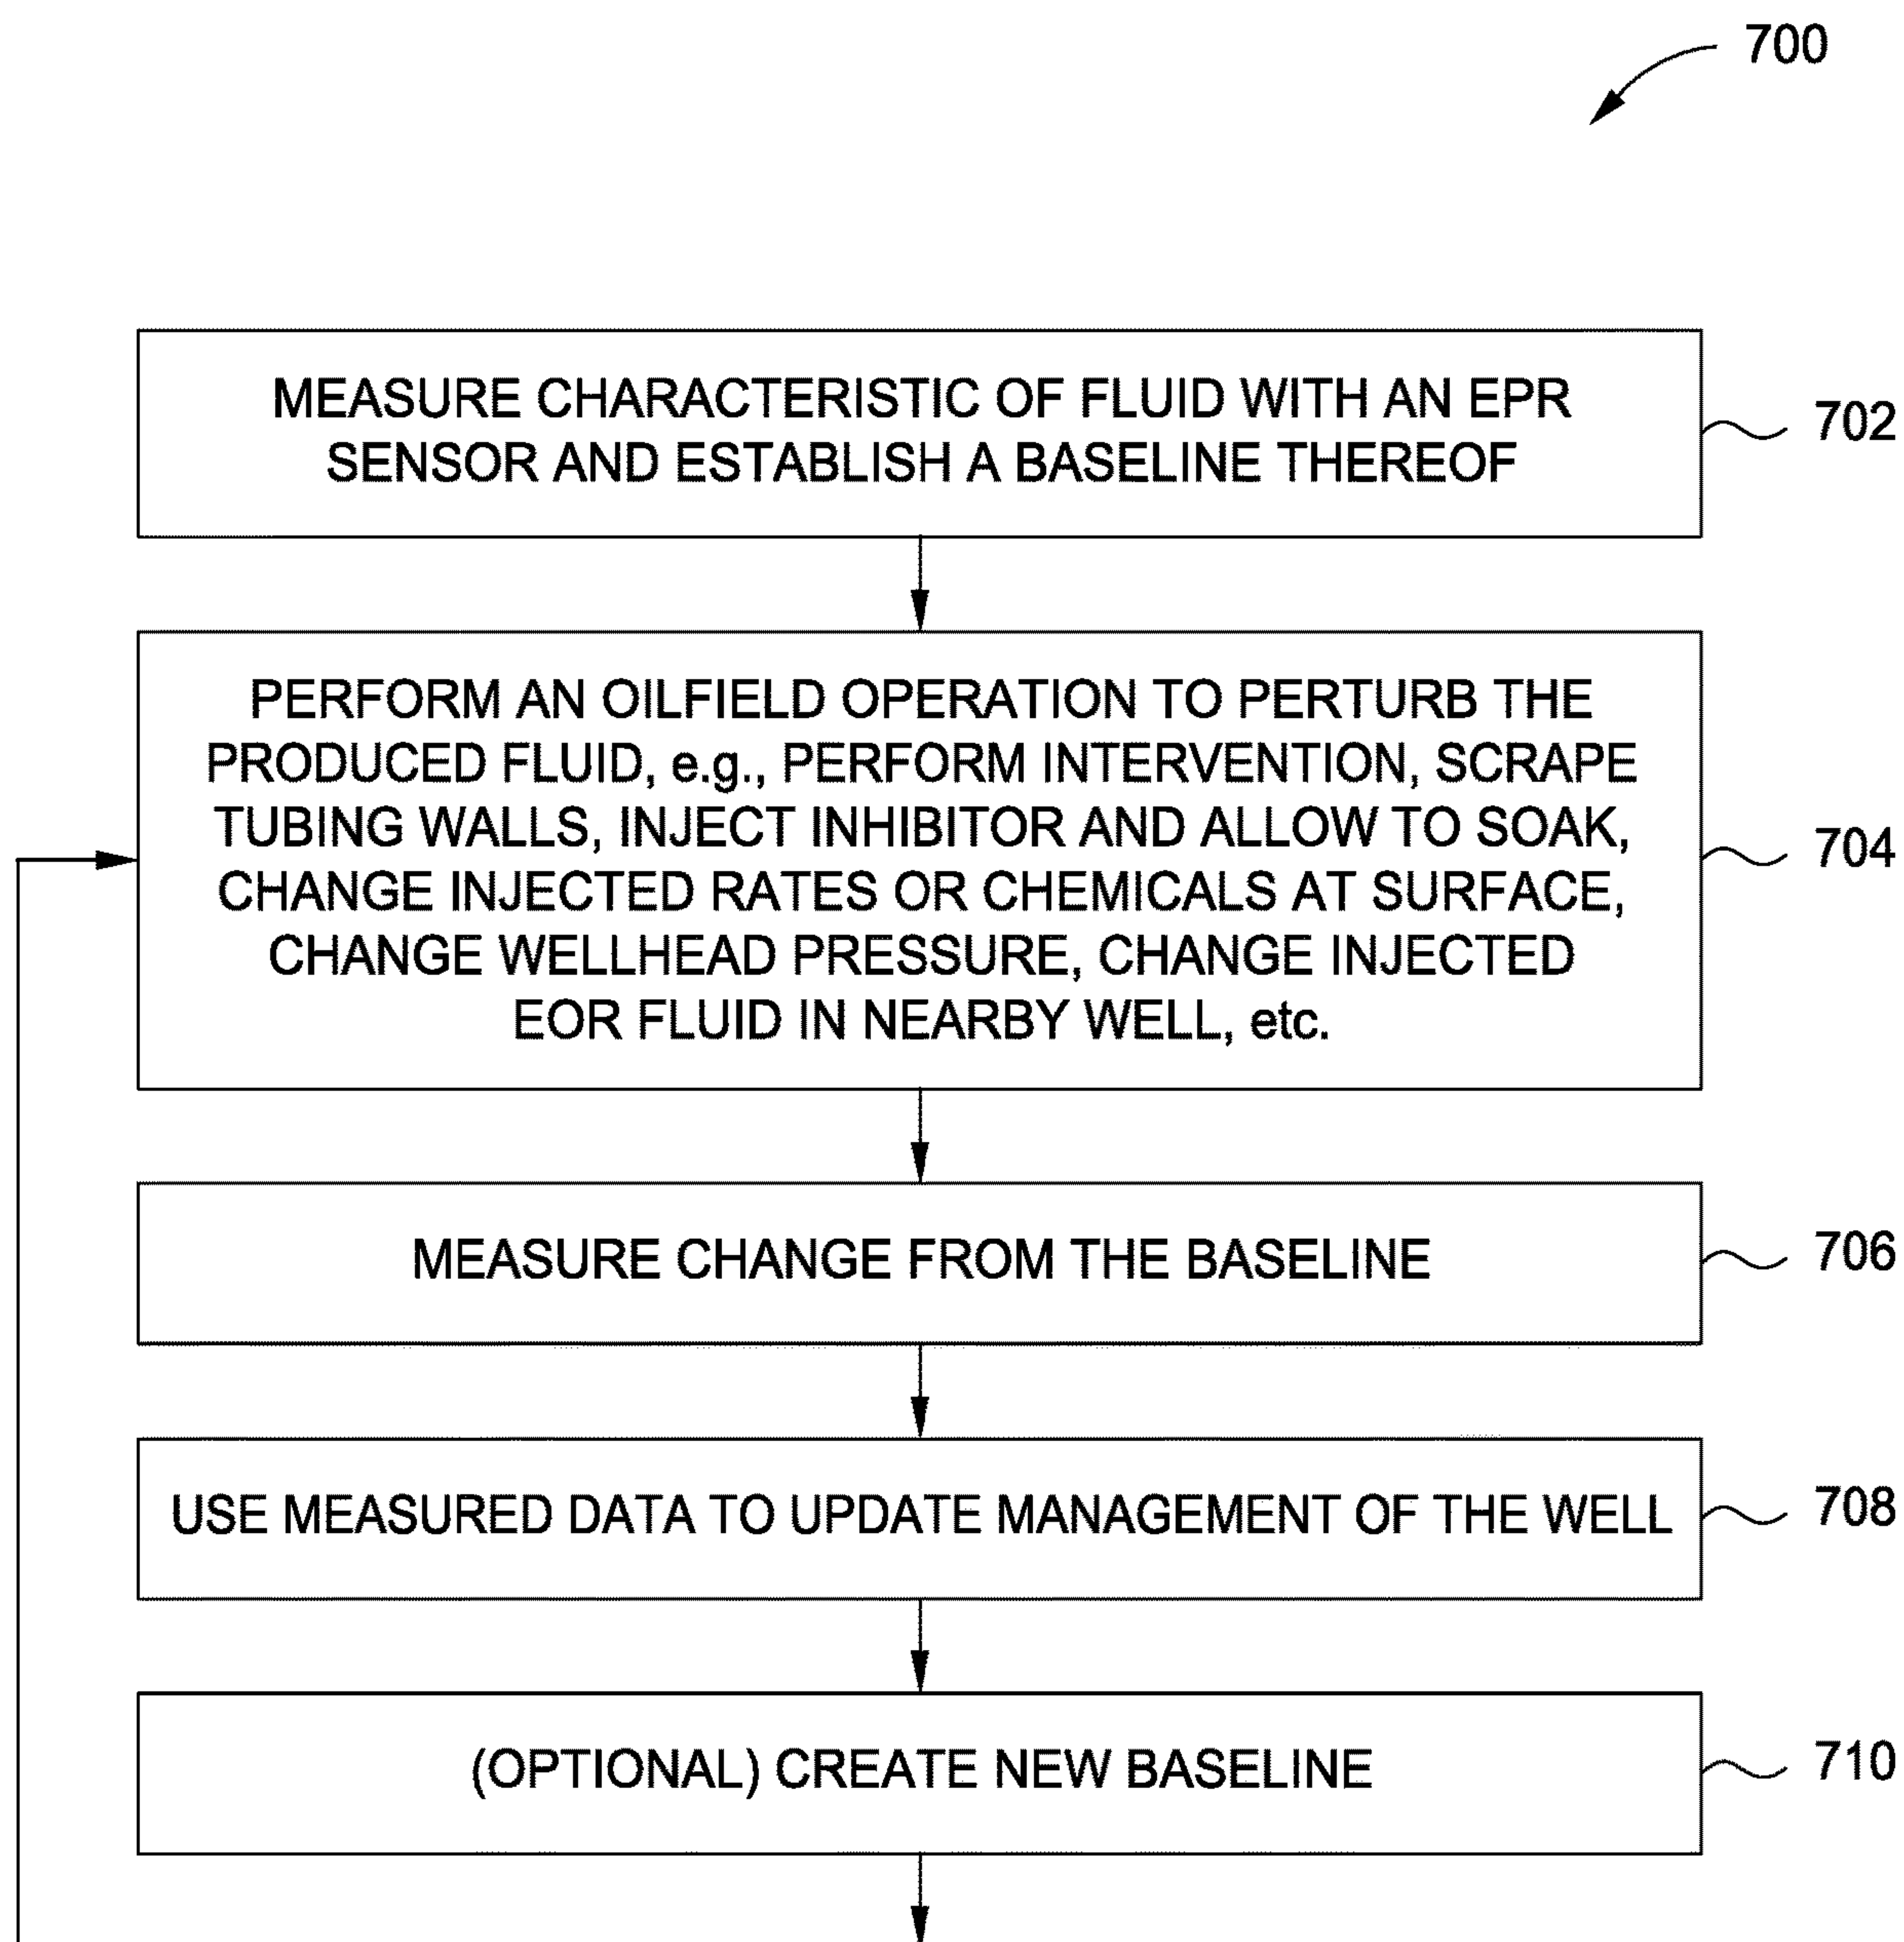 700
MEASURE CHARACTERISTIC OF FLUID WITH AN EPR
SENSOR AND ESTABLISH A BASELINE THEREOF
702
PERFORM AN OILFIELD OPERATION TO PERTURB THE
PRODUCED FLUID, e.g., PERFORM INTERVENTION, SCRAPE
TUBING WALLS, INJECT INHIBITOR AND ALLOW TO SOAK,
CHANGE INJECTED RATES OR CHEMICALS AT SURFACE,
CHANGE WELLHEAD PRESSURE, CHANGE INJECTED
EOR FLUID IN NEARBY WELL, etc.
704
MEASURE CHANGE FROM THE BASELINE
706
USE MEASURED DATA TO UPDATE MANAGEMENT OF THE WELL
708
(OPTIONAL) CREATE NEW BASELINE
710